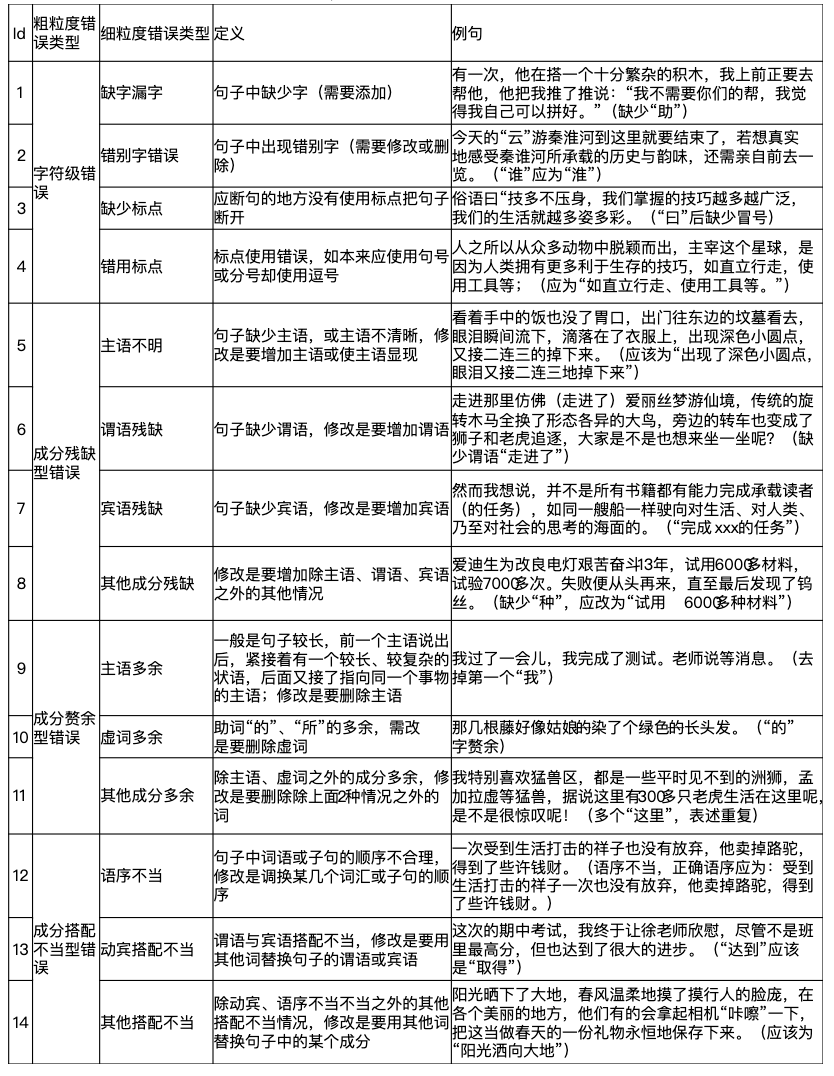 Id
粗粒度错
误类型
细粒度错误类型
定义
例句
字符级错
误
1
缺字漏字
句子中缺少字（需要添加）
有一次，他在搭一个十分繁杂的积木，我上前正要去
帮他，他把我推了推说：“我不需要你们的帮，我觉
得我自己可以拼好。”（缺少“助”）
2
错别字错误
句子中出现错别字（需要修改或删
除）
今天的“云”游秦淮河到这里就要结束了，若想真实
地感受秦谁河所承载的历史与韵味，还需亲自前去一
览。（“谁”应为“淮”）
3
缺少标点
应断句的地方没有使用标点把句子
断开
俗语曰“技多不压身，我们掌握的技巧越多越广泛，
我们的生活就越多姿多彩。（“曰”后缺少冒号）
4
错用标点
标点使用错误，如本来应使用句号
或分号却使用逗号
人之所以从众多动物中脱颖而出，主宰这个星球，是
因为人类拥有更多利于生存的技巧，如直立行走，使
用工具等；（应为“如直立行走、使用工具等。”）
成分残缺
型错误
5
主语不明
句子缺少主语，或主语不清晰，修
改是要增加主语或使主语显现
看着手中的饭也没了胃口，出门往东边的坟墓看去，
眼泪瞬间流下，滴落在了衣服上，出现深色小圆点，
又接二连三的掉下来。（应该为“出现了深色小圆点，
眼泪又接二连三地掉下来”）
6
谓语残缺
句子缺少谓语，修改是要增加谓语
走进那里仿佛（走进了）爱丽丝梦游仙境，传统的旋
转木马全换了形态各异的大鸟，旁边的转车也变成了
狮子和老虎追逐，大家是不是也想来坐一坐呢？（缺
少谓语“走进了”）
7
宾语残缺
句子缺少宾语，修改是要增加宾语
然而我想说，并不是所有书籍都有能力完成承载读者
（的任务），如同一艘船一样驶向对生活、对人类、
乃至对社会的思考的海面的。（“完成 xxx的任务”）
8
其他成分残缺
修改是要增加除主语、谓语、宾语
之外的其他情况
爱迪生为改良电灯艰苦奋斗13年，试用6000多材料，
试验7000多次。失败便从头再来，直至最后发现了钨
丝。（缺少“种”，应改为“试用 6000多种材料”）
成分赘余
型错误
9
主语多余
一般是句子较长，前一个主语说出
后，紧接着有一个较长、较复杂的
状语，后面又接了指向同一个事物
的主语；修改是要删除主语
我过了一会儿，我完成了测试。老师说等消息。（去
掉第一个“我”）
10
虚词多余
助词“的”、“所”的多余，需改
是要删除虚词
那几根藤好像姑娘的染了个绿色的长头发。（“的”
字赘余）
11
其他成分多余
除主语、虚词之外的成分多余，修
改是要删除除上面2种情况之外的
词
我特别喜欢猛兽区，都是一些平时见不到的洲狮，孟
加拉虚等猛兽，据说这里有300多只老虎生活在这里呢，
是不是很惊叹呢！（多个“这里”，表述重复）
成分搭配
不当型错
误
12
语序不当
句子中词语或子句的顺序不合理，
修改是调换某几个词汇或子句的顺
序
一次受到生活打击的祥子也没有放弃，他卖掉路驼，
得到了些许钱财。（语序不当，正确语序应为：受到
生活打击的祥子一次也没有放弃，他卖掉路驼，得到
了些许钱财。）
13
动宾搭配不当
谓语与宾语搭配不当，修改是要用
其他词替换句子的谓语或宾语
这次的期中考试，我终于让徐老师欣慰，尽管不是班
里最高分，但也达到了很大的进步。（“达到”应该
是“取得”）
14
其他搭配不当
除动宾、语序不当不当之外的其他
搭配不当情况，修改是要用其他词
替换句子中的某个成分
阳光晒下了大地，春风温柔地摸了摸行人的脸庞，在
各个美丽的地方，他们有的会拿起相机“咔嚓”一下，
把这当做春天的一份礼物永恒地保存下来。（应该为
“阳光洒向大地”）